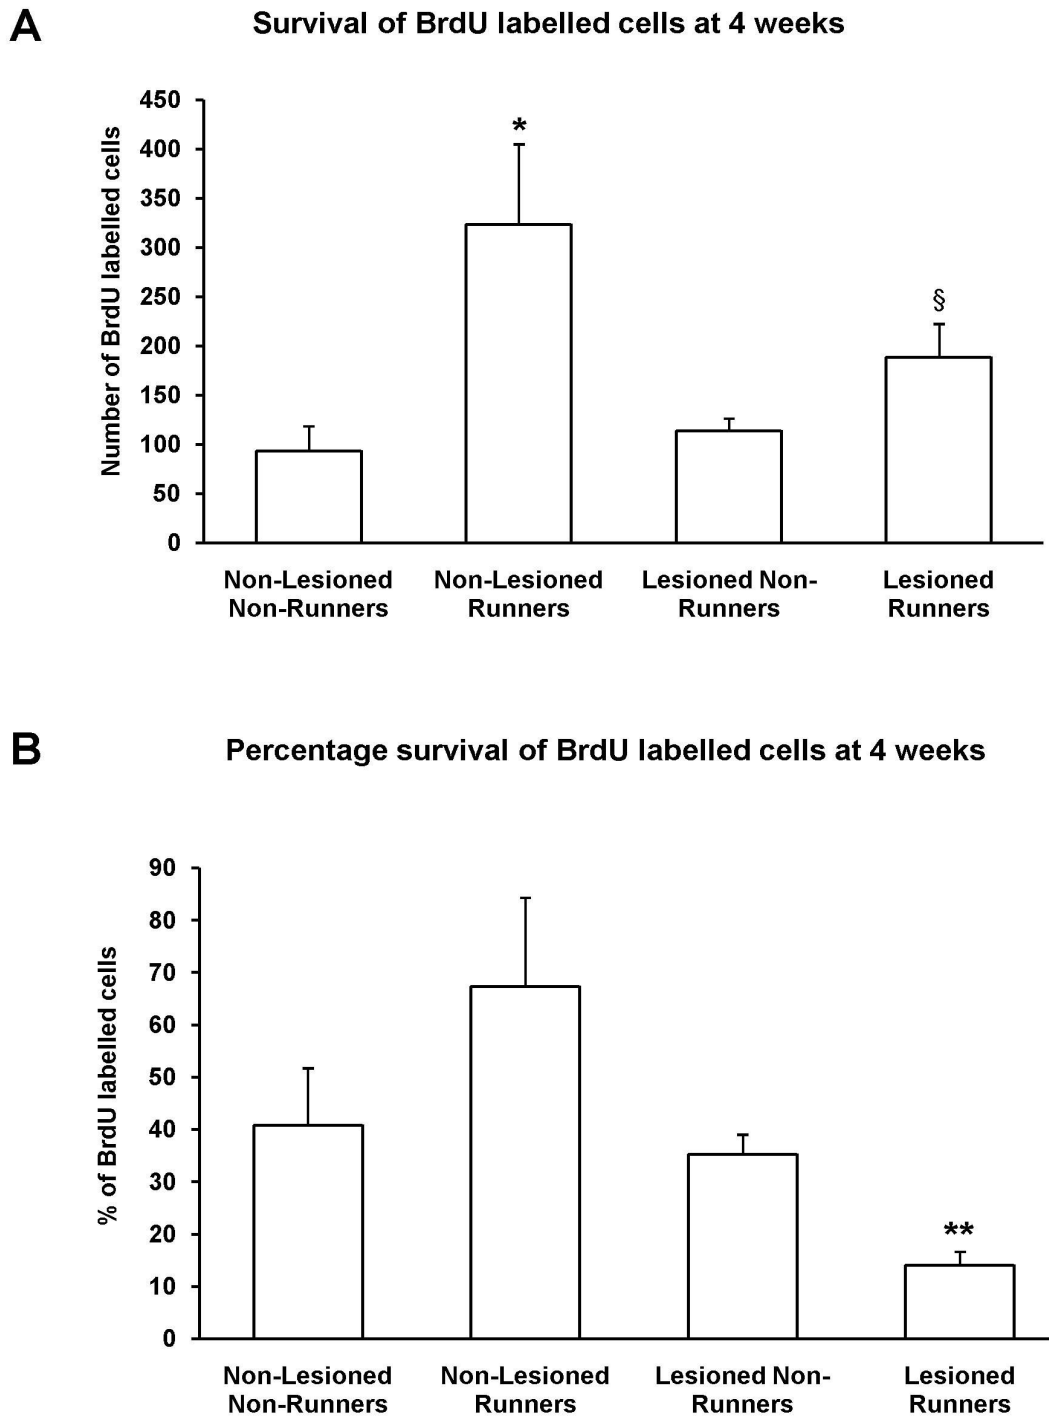 A
Survival of BrdU labelled cells at 4 weeks
Number of BrdU labelled cells
450
400
350
300
250
200
150
100
50
0
*
§
Non-Lesioned
Non-Runners
Non-Lesioned
Runners
Lesioned Non-
Runners
Lesioned
Runners
B
Percentage survival of BrdU labelled cells at 4 weeks
% of BrdU labelled cells
90
80
70
60
50
40
30
20
10
0
**
Non-Lesioned
Non-Runners
Non-Lesioned
Runners
Lesioned Non-
Runners
Lesioned
Runners